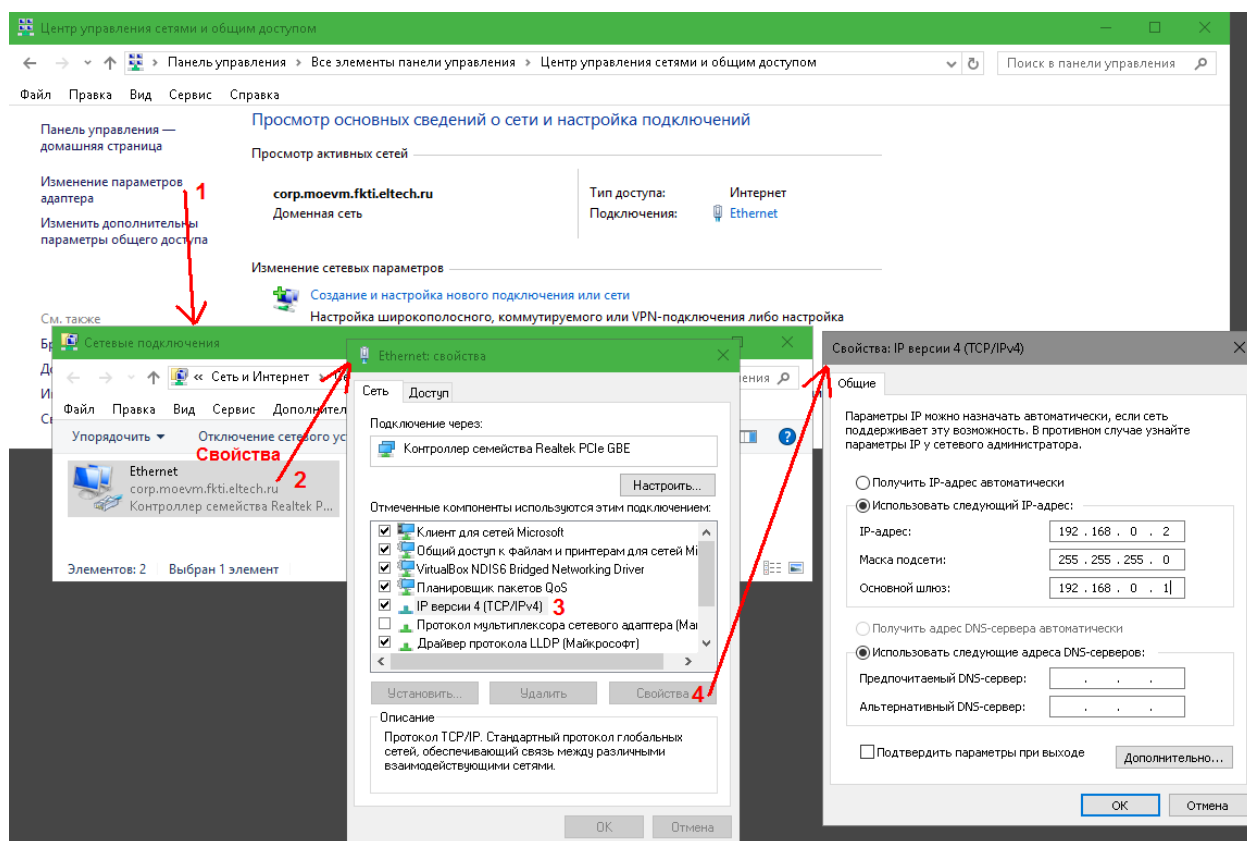 Центр управления сетями и общим доступом
Панель управления > Все элементы панели управления > Центр управления сетями и общим доступом
Поиск в панели управления
Файл Правка Вид Сервис Справка
Панель управления —
домашняя страница
Изменение параметров
адаптера
Изменить дополнительны
параметры общего доступа
См. также
Просмотр основных сведений о сети и настройка подключений
Просмотр активных сетей
corp.moevm.fkti.eltech.ru
Доменная сеть
Тип доступа: Интернет
Подключения: Ethernet
Изменение сетевых параметров
Создание и настройка нового подключения или сети
Настройка широкополосного, коммутируемого или VPN-подключения либо настройка
1
Сетевые подключения
« Сеть и Интернет >
ения
Файл Правка Вид Сервис Дополнител
Упорядочить Отключение сетевого ус
Свойства
2
Ethernet
corp.moevm.fkti.eltech.ru
Контроллер семейства Realtek P...
Элементов: 2 Выбран 1 элемент
Ethernet: свойства
Сеть Доступ
Подключение через:
Контроллер семейства Realtek PCIe GBE
Настроить...
Отмеченные компоненты используются этим подключением:
Клиент для сетей Microsoft
Общий доступ к файлам и принтерам для сетей Mi
VirtualBox NDIS6 Bridged Networking Driver
Планировщик пакетов QoS
IP версии 4 (TCP/IPv4) 3
Протокол мультиплексора сетевого адаптера (Май
Драйвер протокола LLDP (Майкрософт)
Установить... Удалить Свойства 4
Описание
Протокол TCP/IP. Стандартный протокол глобальных
сетей, обеспечивающий связь между различными
взаимодействующими сетями.
OK Отмена
Свойства: IP версии 4 (TCP/IPv4)
Общие
Параметры IP можно назначать автоматически, если сеть
поддерживает эту возможность. В противном случае узнайте
параметры IP у сетевого администратора.
Получить IP-адрес автоматически
Использовать следующий IP-адрес:
IP-адрес: 192 . 168 . 0 . 2
Маска подсети: 255 . 255 . 255 . 0
Основной шлюз: 192 . 168 . 0 . 1
Получить адрес DNS-сервера автоматически
Использовать следующие адреса DNS-серверов:
Предпочитаемый DNS-сервер: . . .
Альтернативный DNS-сервер: . . .
Подтвердить параметры при выходе
Дополнительно...
OK Отмена